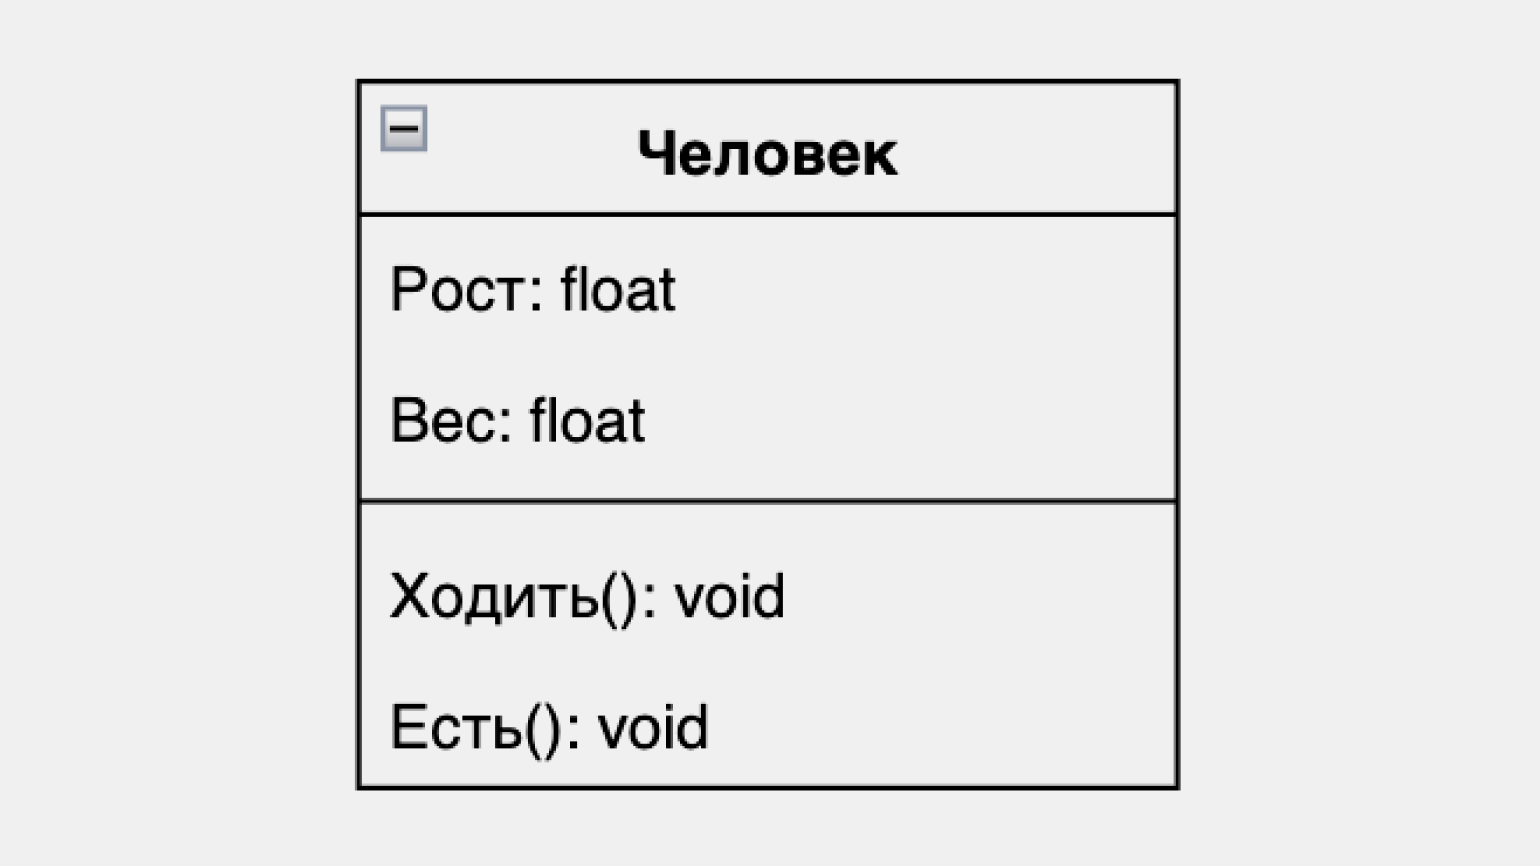 Человек
Рост: float
Вес: float
Ходить(): void
Есть(): void